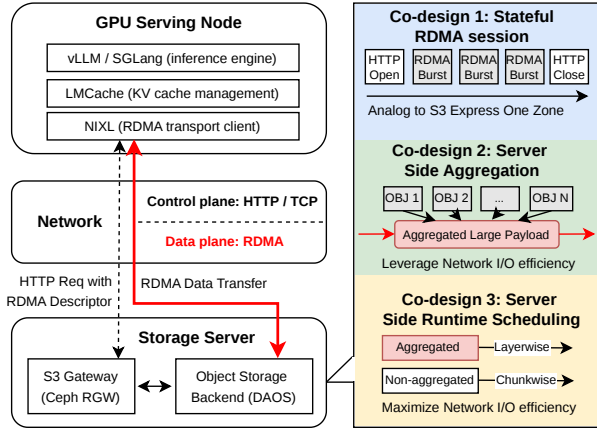 GPU Serving Node
vLLM / SGLang (inference engine)
LMCache (KV cache management)
NIXL (RDMA transport client)
Network
Control plane: HTTP / TCP
Data plane: RDMA
HTTP Req with
RDMA Descriptor
RDMA Data Transfer
Storage Server
S3 Gateway
(Ceph RGW)
Object Storage
Backend (DAOS)
Co-design 1: Stateful
RDMA session
HTTP
Open
RDMA
Burst
RDMA
Burst
RDMA
Burst
HTTP
Close
Analog to S3 Express One Zone
Co-design 2: Server
Side Aggregation
OBJ 1
OBJ 2
...
OBJ N
Aggregated Large Payload
Leverage Network I/O efficiency
Co-design 3: Server
Side Runtime Scheduling
Aggregated
Layerwise
Non-aggregated
Chunkwise
Maximize Network I/O efficiency